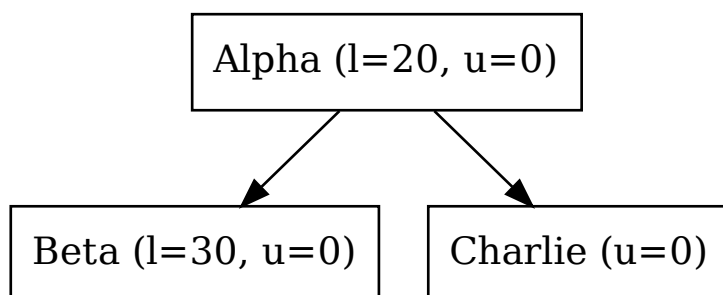 Alpha (l=20, u=0)
Beta (l=30, u=0)
Charlie (u=0)